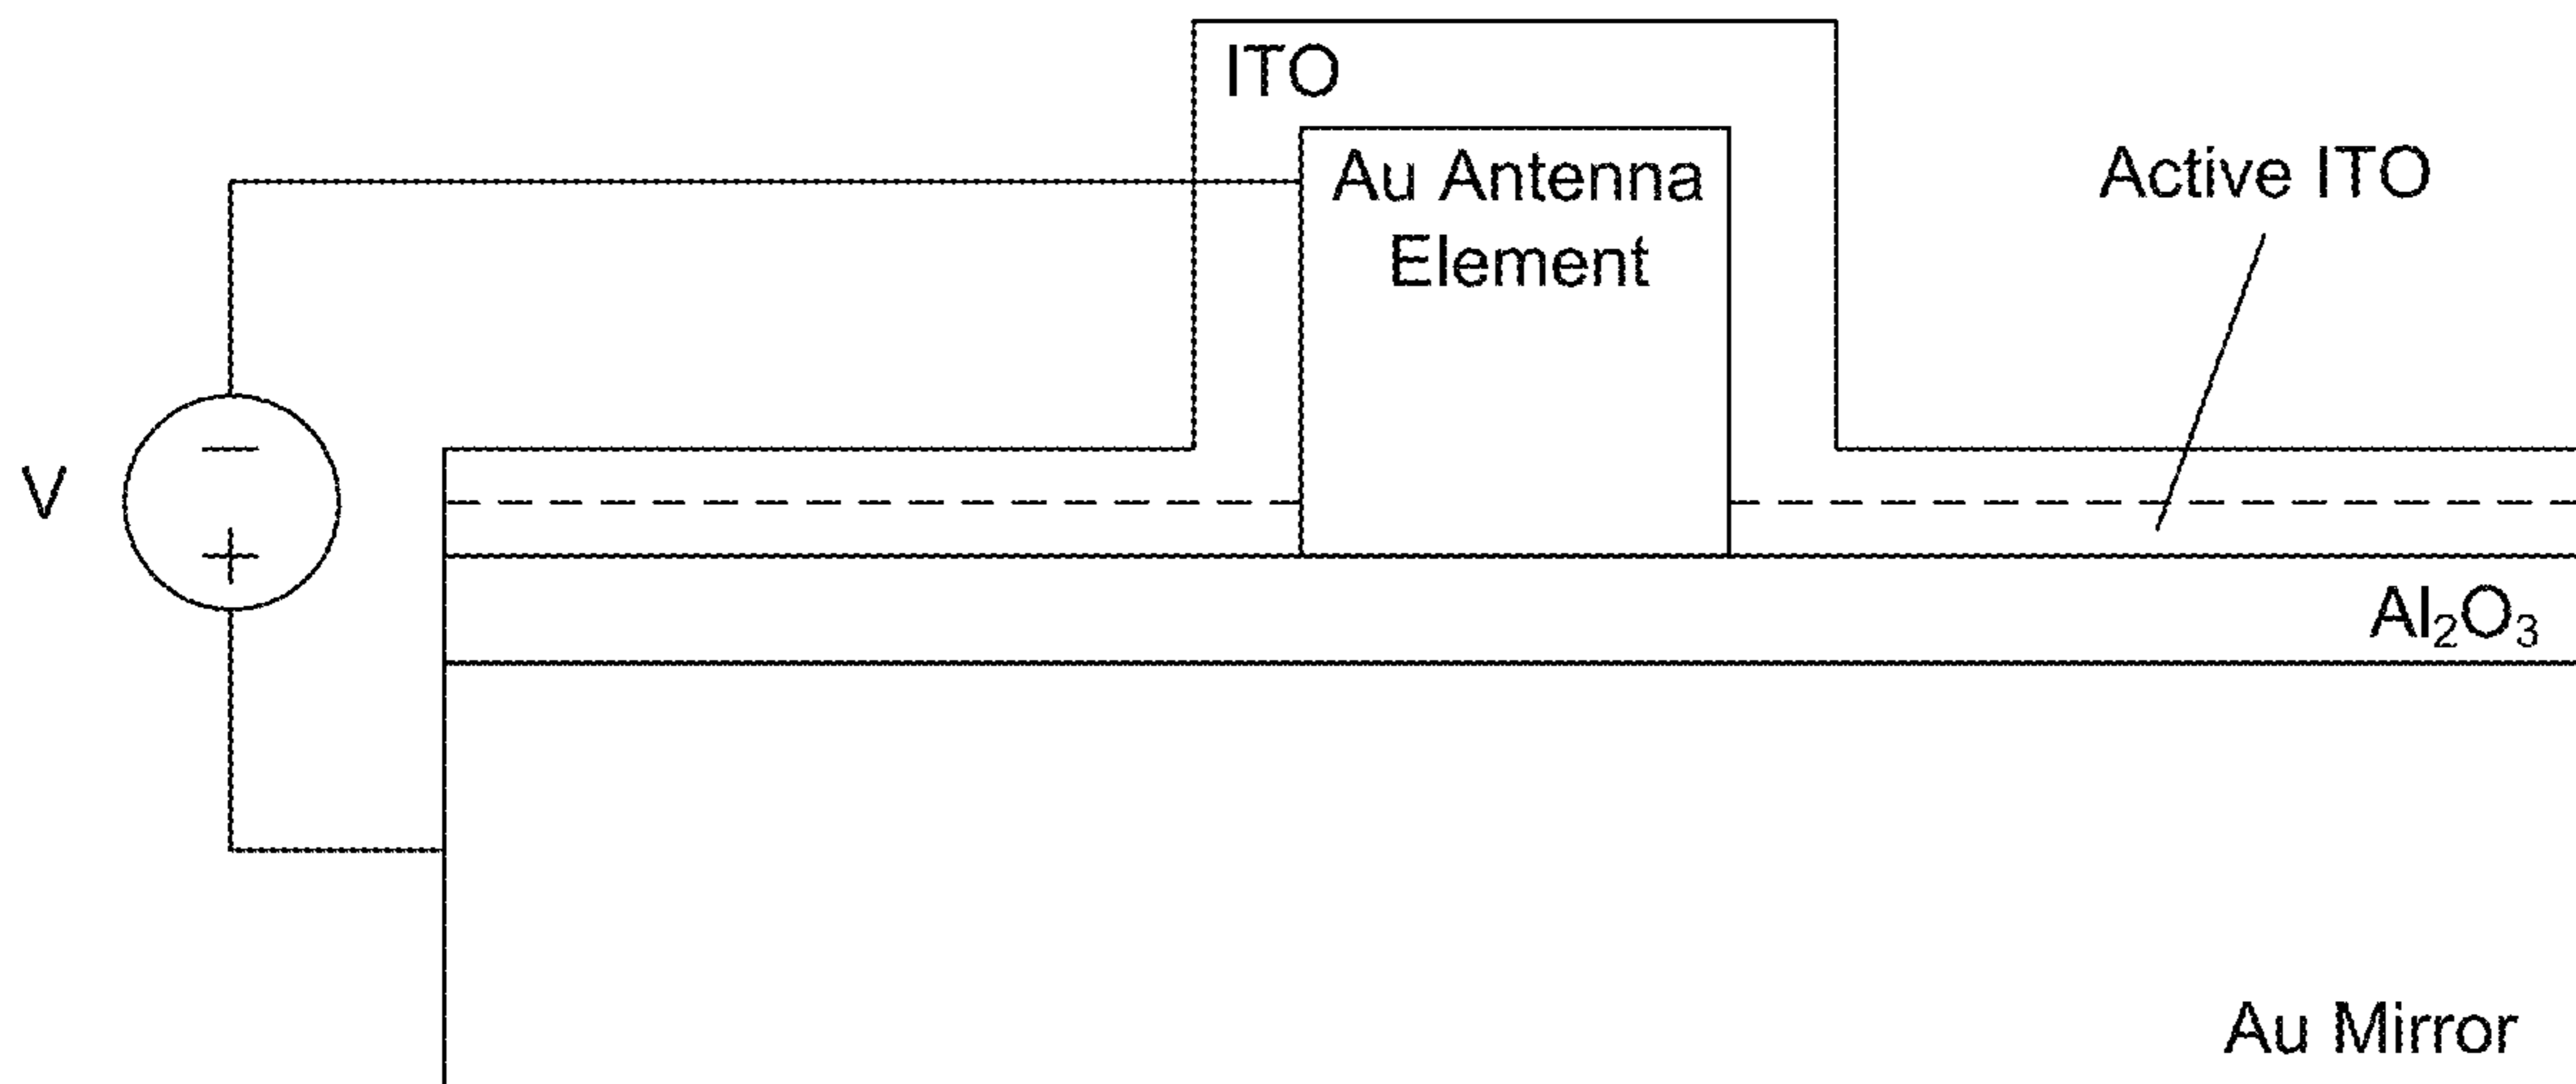 ITO
Au Antenna
Element
Active ITO
V
−
+
Al₂O₃
Au Mirror